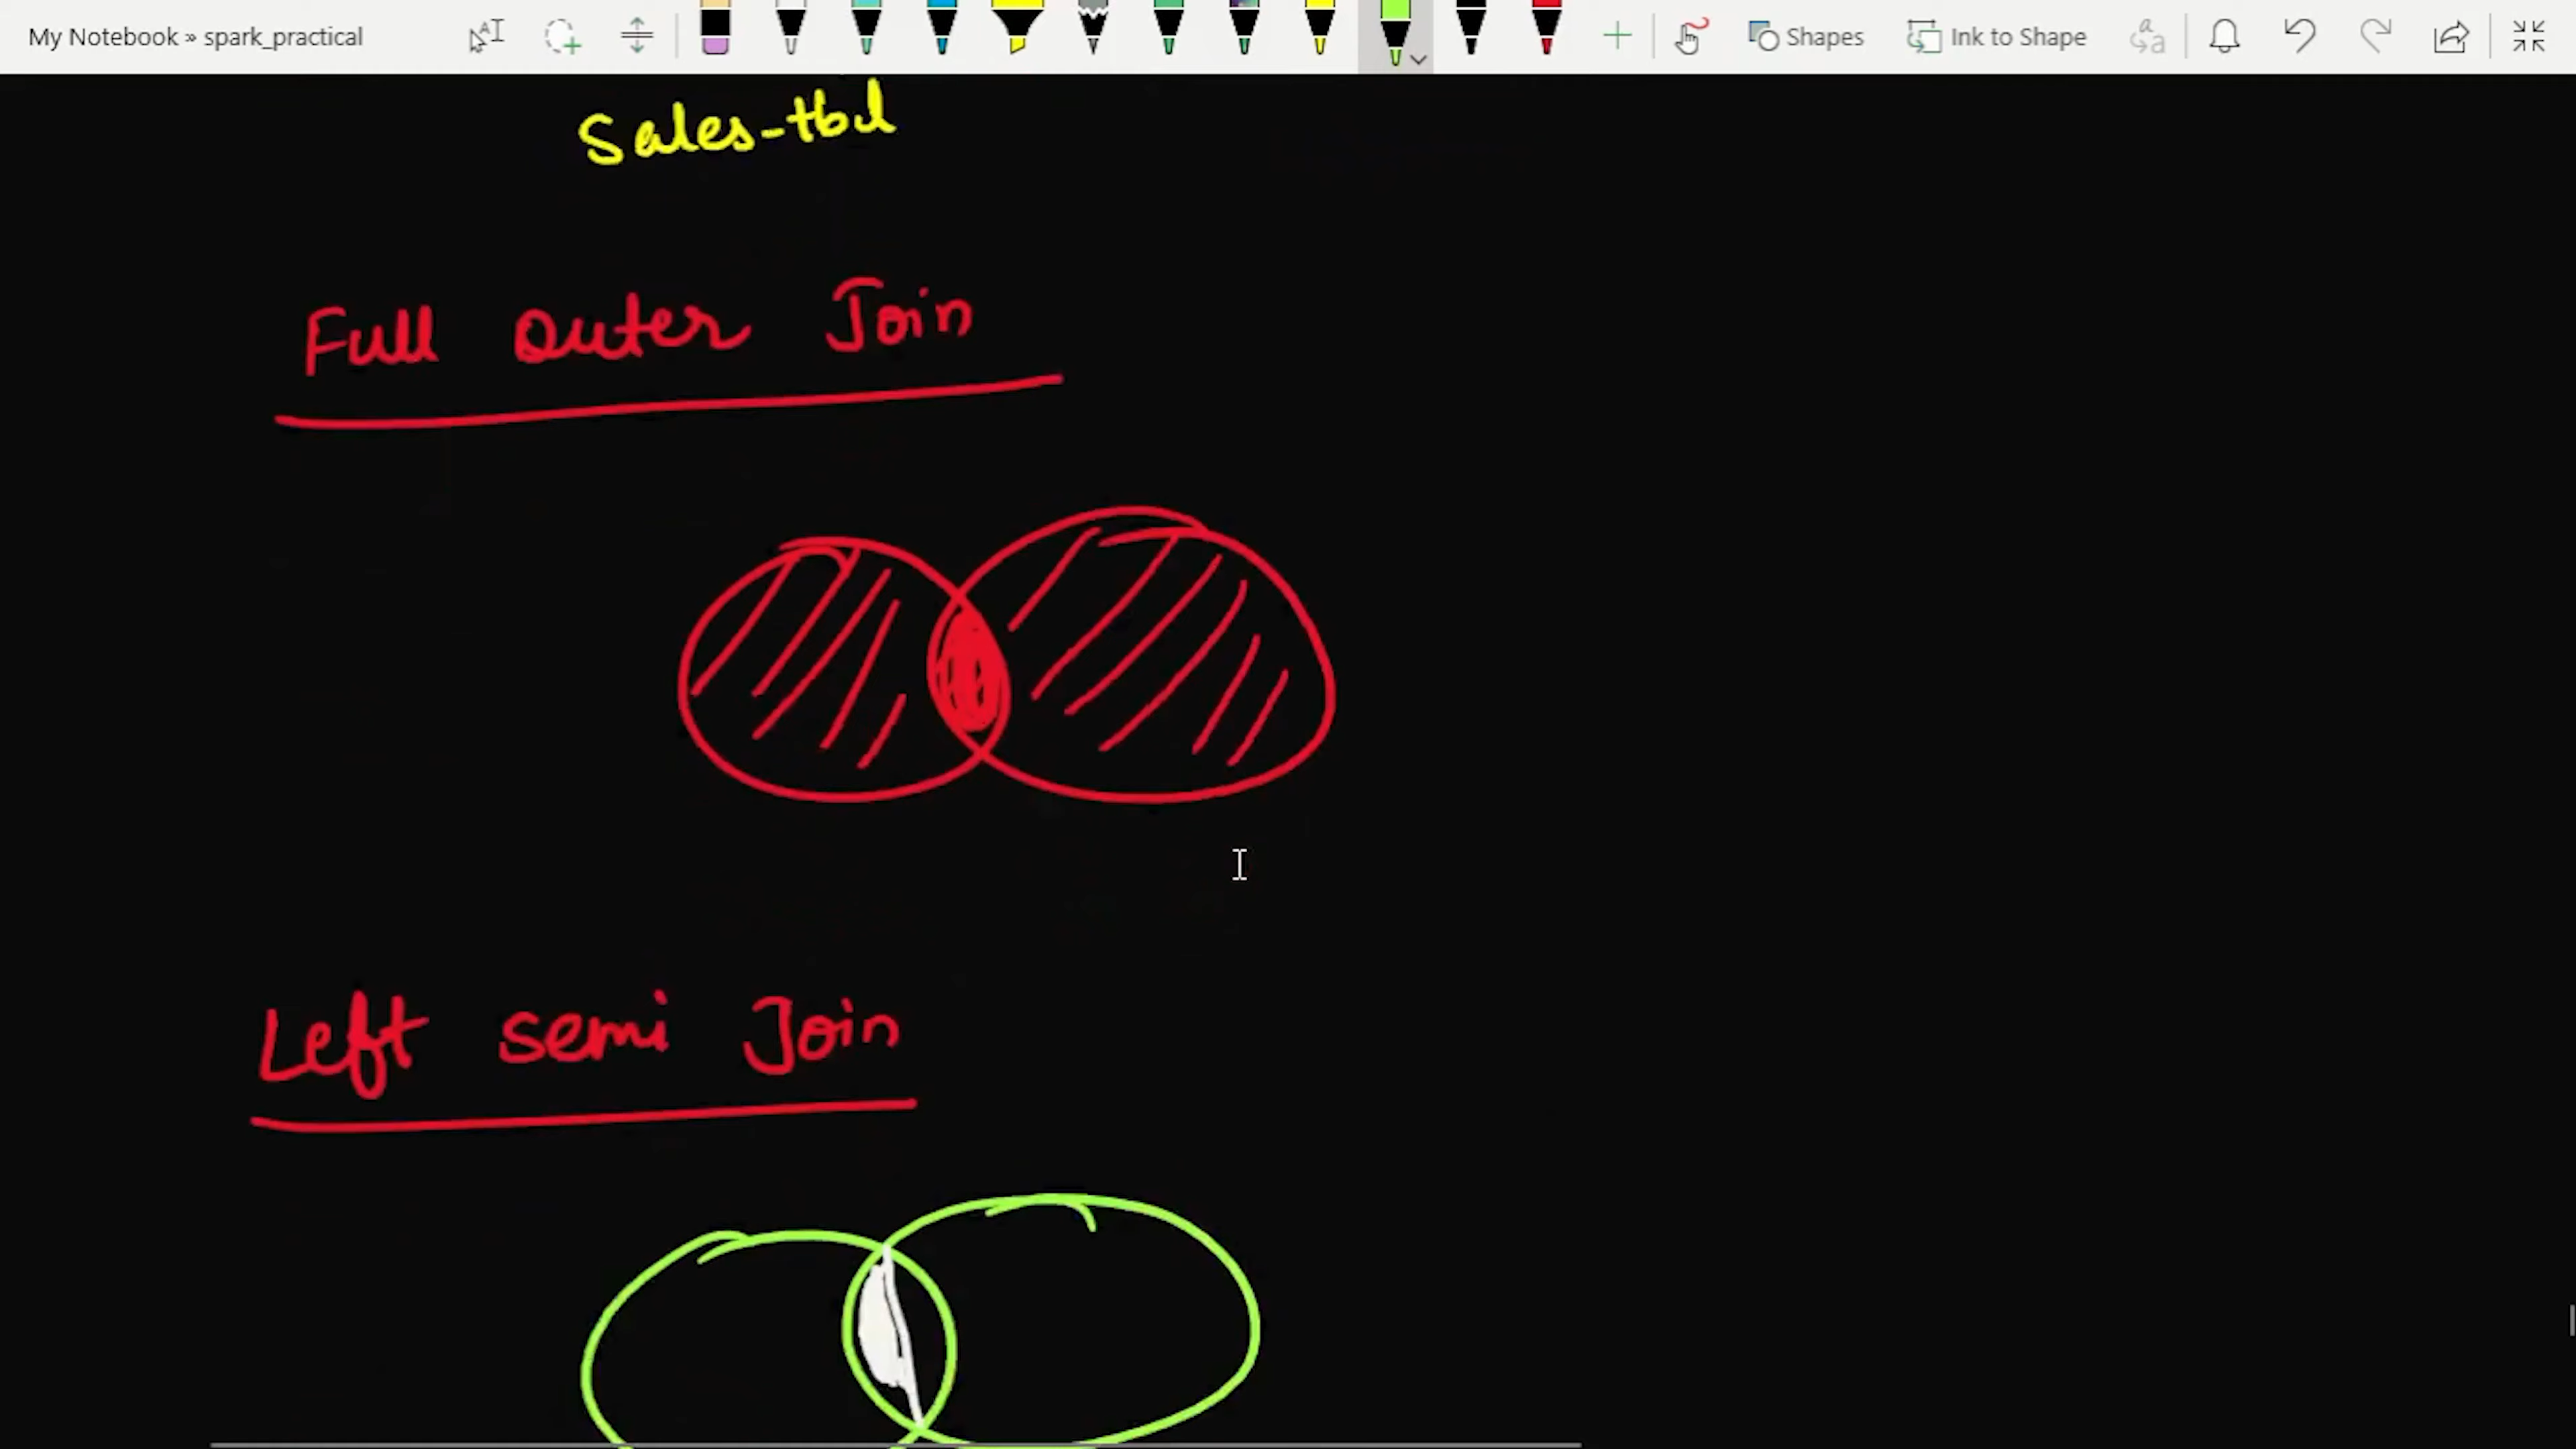 My Notebook » spark_practical
Shapes
Ink to Shape
Sales-tbl
Full Outer Join
Left semi Join